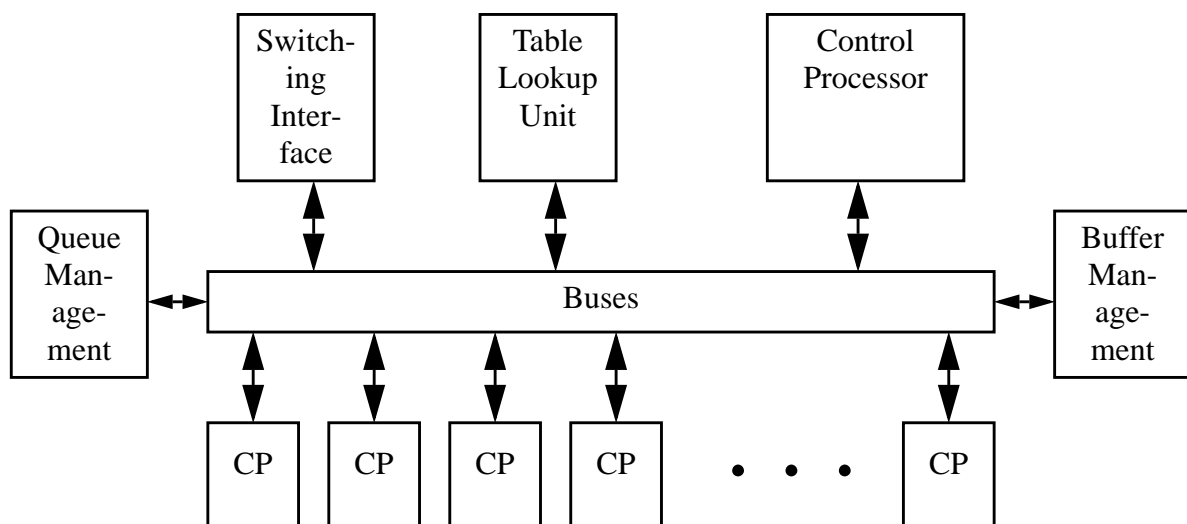 Switch-
ing
Inter-
face
Table
Lookup
Unit
Control
Processor
Queue
Man-
age-
ment
Buses
Buffer
Man-
age-
ment
CP
CP
CP
CP
CP